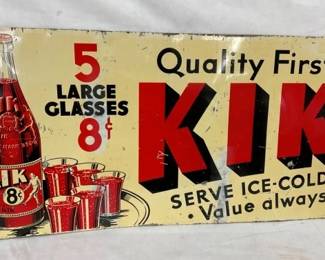 5
LARGE
GLASSES
8¢
Quality First
KIK
SERVE ICE-COLD
• Value always
KIK
8¢